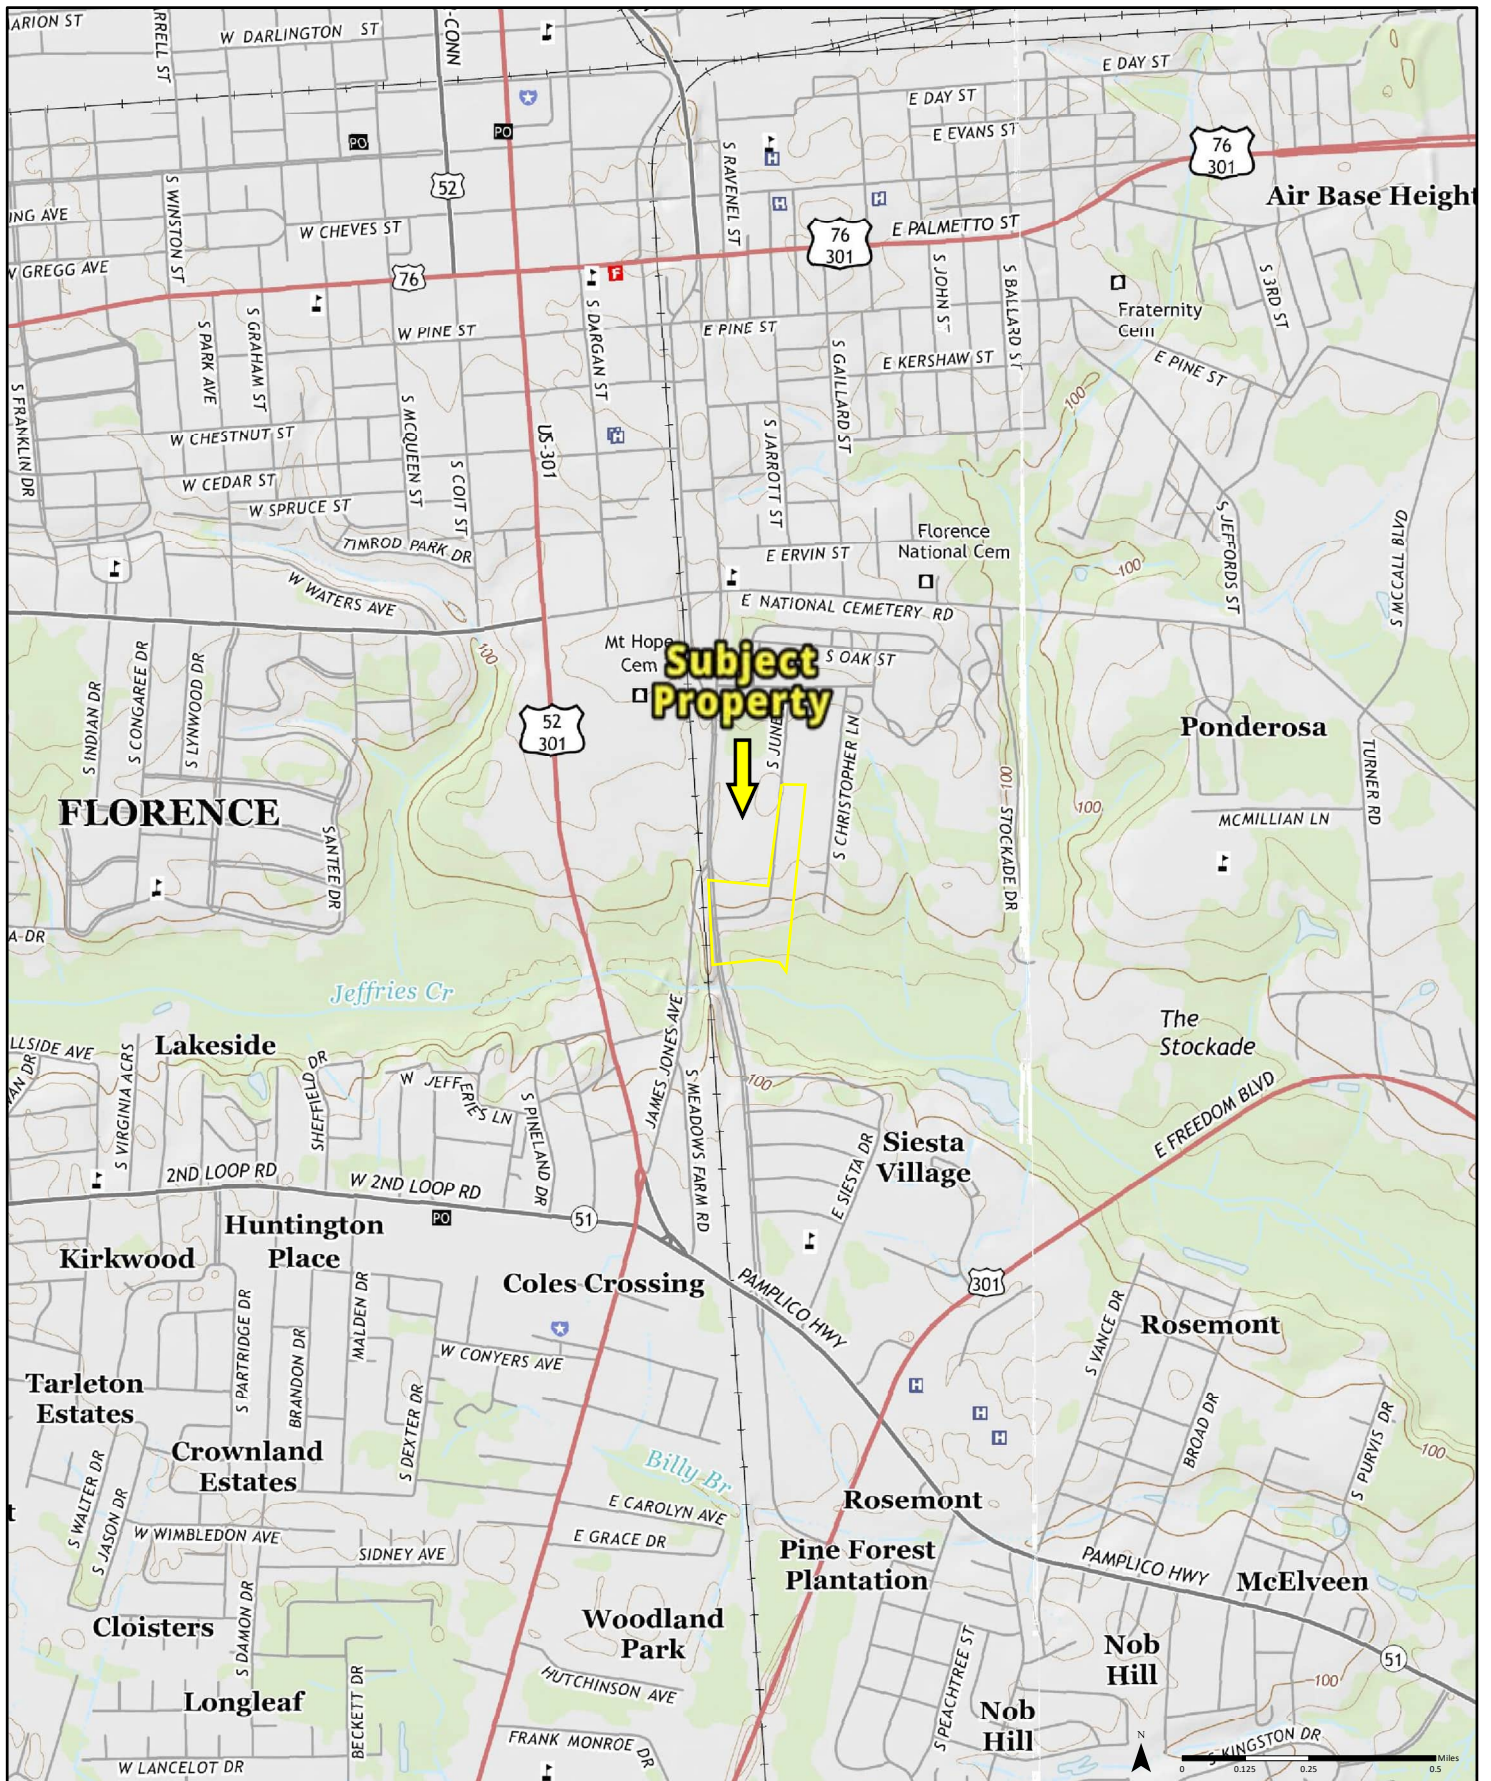 W DARLINGTON ST
E DAY ST
E DAY ST
E EVANS ST
PO
PO
52
76
301
Air Base Height
S RAVENEL ST
H
H
H
S WINSTON ST
W CHEVES ST
76
301
E PALMETTO ST
W GREGG AVE
76
F
S JOHN ST
S BALLARD ST
S 3RD ST
Fraternity
Cem
S PARK AVE
S GRAHAM ST
W PINE ST
S DARGAN ST
E PINE ST
S GAILLARD ST
E KERSHAW ST
E PINE ST
100
S FRANKLIN DR
W CHESTNUT ST
S MCQUEEN ST
US-301
H
S JARROTT ST
W CEDAR ST
S COIT ST
W SPRUCE ST
TIMROD PARK DR
W WATERS AVE
E ERVIN ST
Florence
National Cem
100
S JEFFORDS ST
S MCCALL BLVD
E NATIONAL CEMETERY RD
100
Mt Hope
Cem
Subject
Property
S OAK ST
S INDIAN DR
S CONGAREE DR
S LYNWOOD DR
52
301
S JUNE
S CHRISTOPHER LN
Ponderosa
TURNER RD
FLORENCE
100
STOCKADE DR
100
MCMILLIAN LN
SANTEE DR
A DR
Jeffries Cr
The
Stockade
LLSIDE AVE
Lakeside
S VIRGINIA ACRS
SHEFFIELD DR
W JEFFERIES LN
S PINELAND DR
JAMES JONES AVE
S MEADOWS FARM RD
100
E FREEDOM BLVD
Siesta
Village
E SIESTA DR
2ND LOOP RD
W 2ND LOOP RD
PO
51
Huntington
Place
Kirkwood
Coles Crossing
PAMPLICO HWY
301
S PARTRIDGE DR
BRANDON DR
MALDEN DR
W CONYERS AVE
S VANCE DR
Rosemont
Tarleton
Estates
S DEXTER DR
H
H
H
BROAD DR
S PURVIS DR
100
Crownland
Estates
Billy Br
S WALTER DR
S JASON DR
E CAROLYN AVE
Rosemont
W WIMBLEDON AVE
SIDNEY AVE
E GRACE DR
Pine Forest
Plantation
PAMPLICO HWY
McElveen
Cloisters
S DAMON DR
Woodland
Park
S PEACHTREE ST
Nob
Hill
51
100
HUTCHINSON AVE
Longleaf
BECKETT DR
Nob
Hill
FRANK MONROE DR
W LANCELOT DR
S KINGSTON DR
N
Miles
0 0.125 0.25 0.5